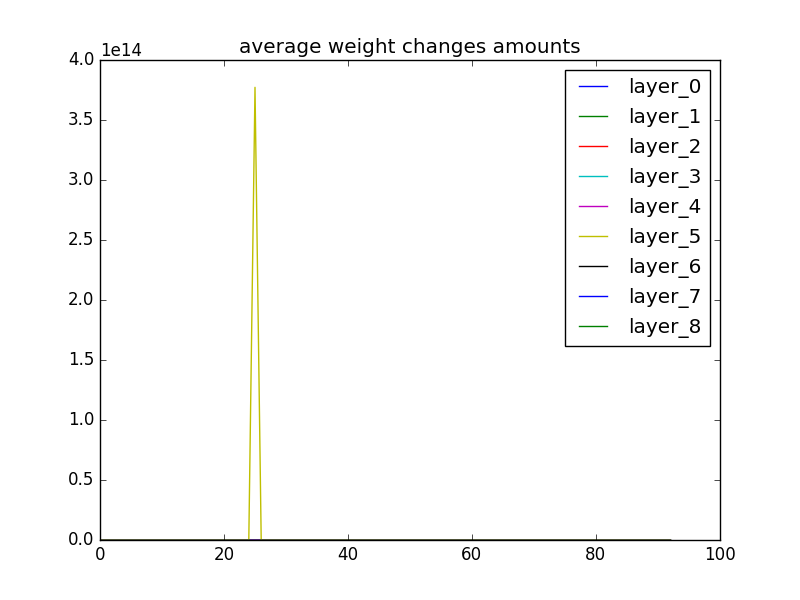 average weight changes amounts
1e14
4.0
3.5
3.0
2.5
2.0
1.5
1.0
0.5
0.0
0 20 40 60 80 100
layer_0
layer_1
layer_2
layer_3
layer_4
layer_5
layer_6
layer_7
layer_8